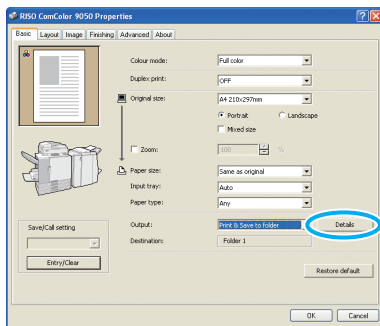 RISO ComColor 9050 Properties
Basic Layout Image Finishing Advanced About
Colour mode: Full color
Duplex print: OFF
Original size: A4 210x297mm
Portrait Landscape
Mixed size
Zoom: 100 %
Paper size: Same as original
Input tray: Auto
Paper type: Any
Save/Call setting
Output: Print & Save to folder Details
Destination: Folder 1
Entry/Clear
Restore default
OK Cancel